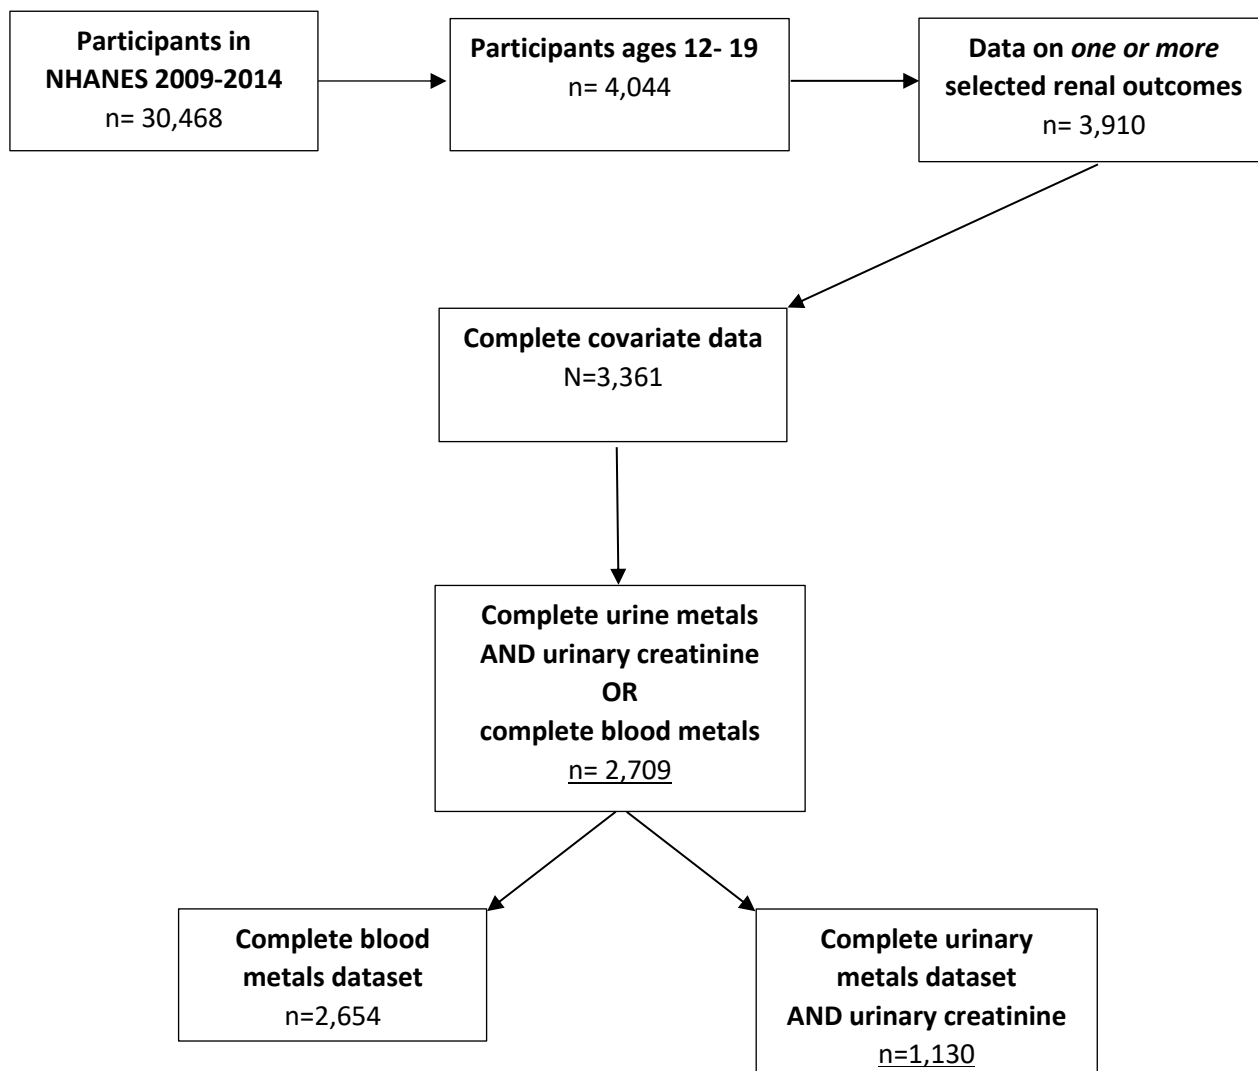 Participants in
NHANES 2009-2014
n= 30,468
Participants ages 12- 19
n= 4,044
Data on one or more
selected renal outcomes
n= 3,910
Complete covariate data
N=3,361
Complete urine metals
AND urinary creatinine
OR
complete blood metals
n= 2,709
Complete blood
metals dataset
n=2,654
Complete urinary
metals dataset
AND urinary creatinine
n=1,130